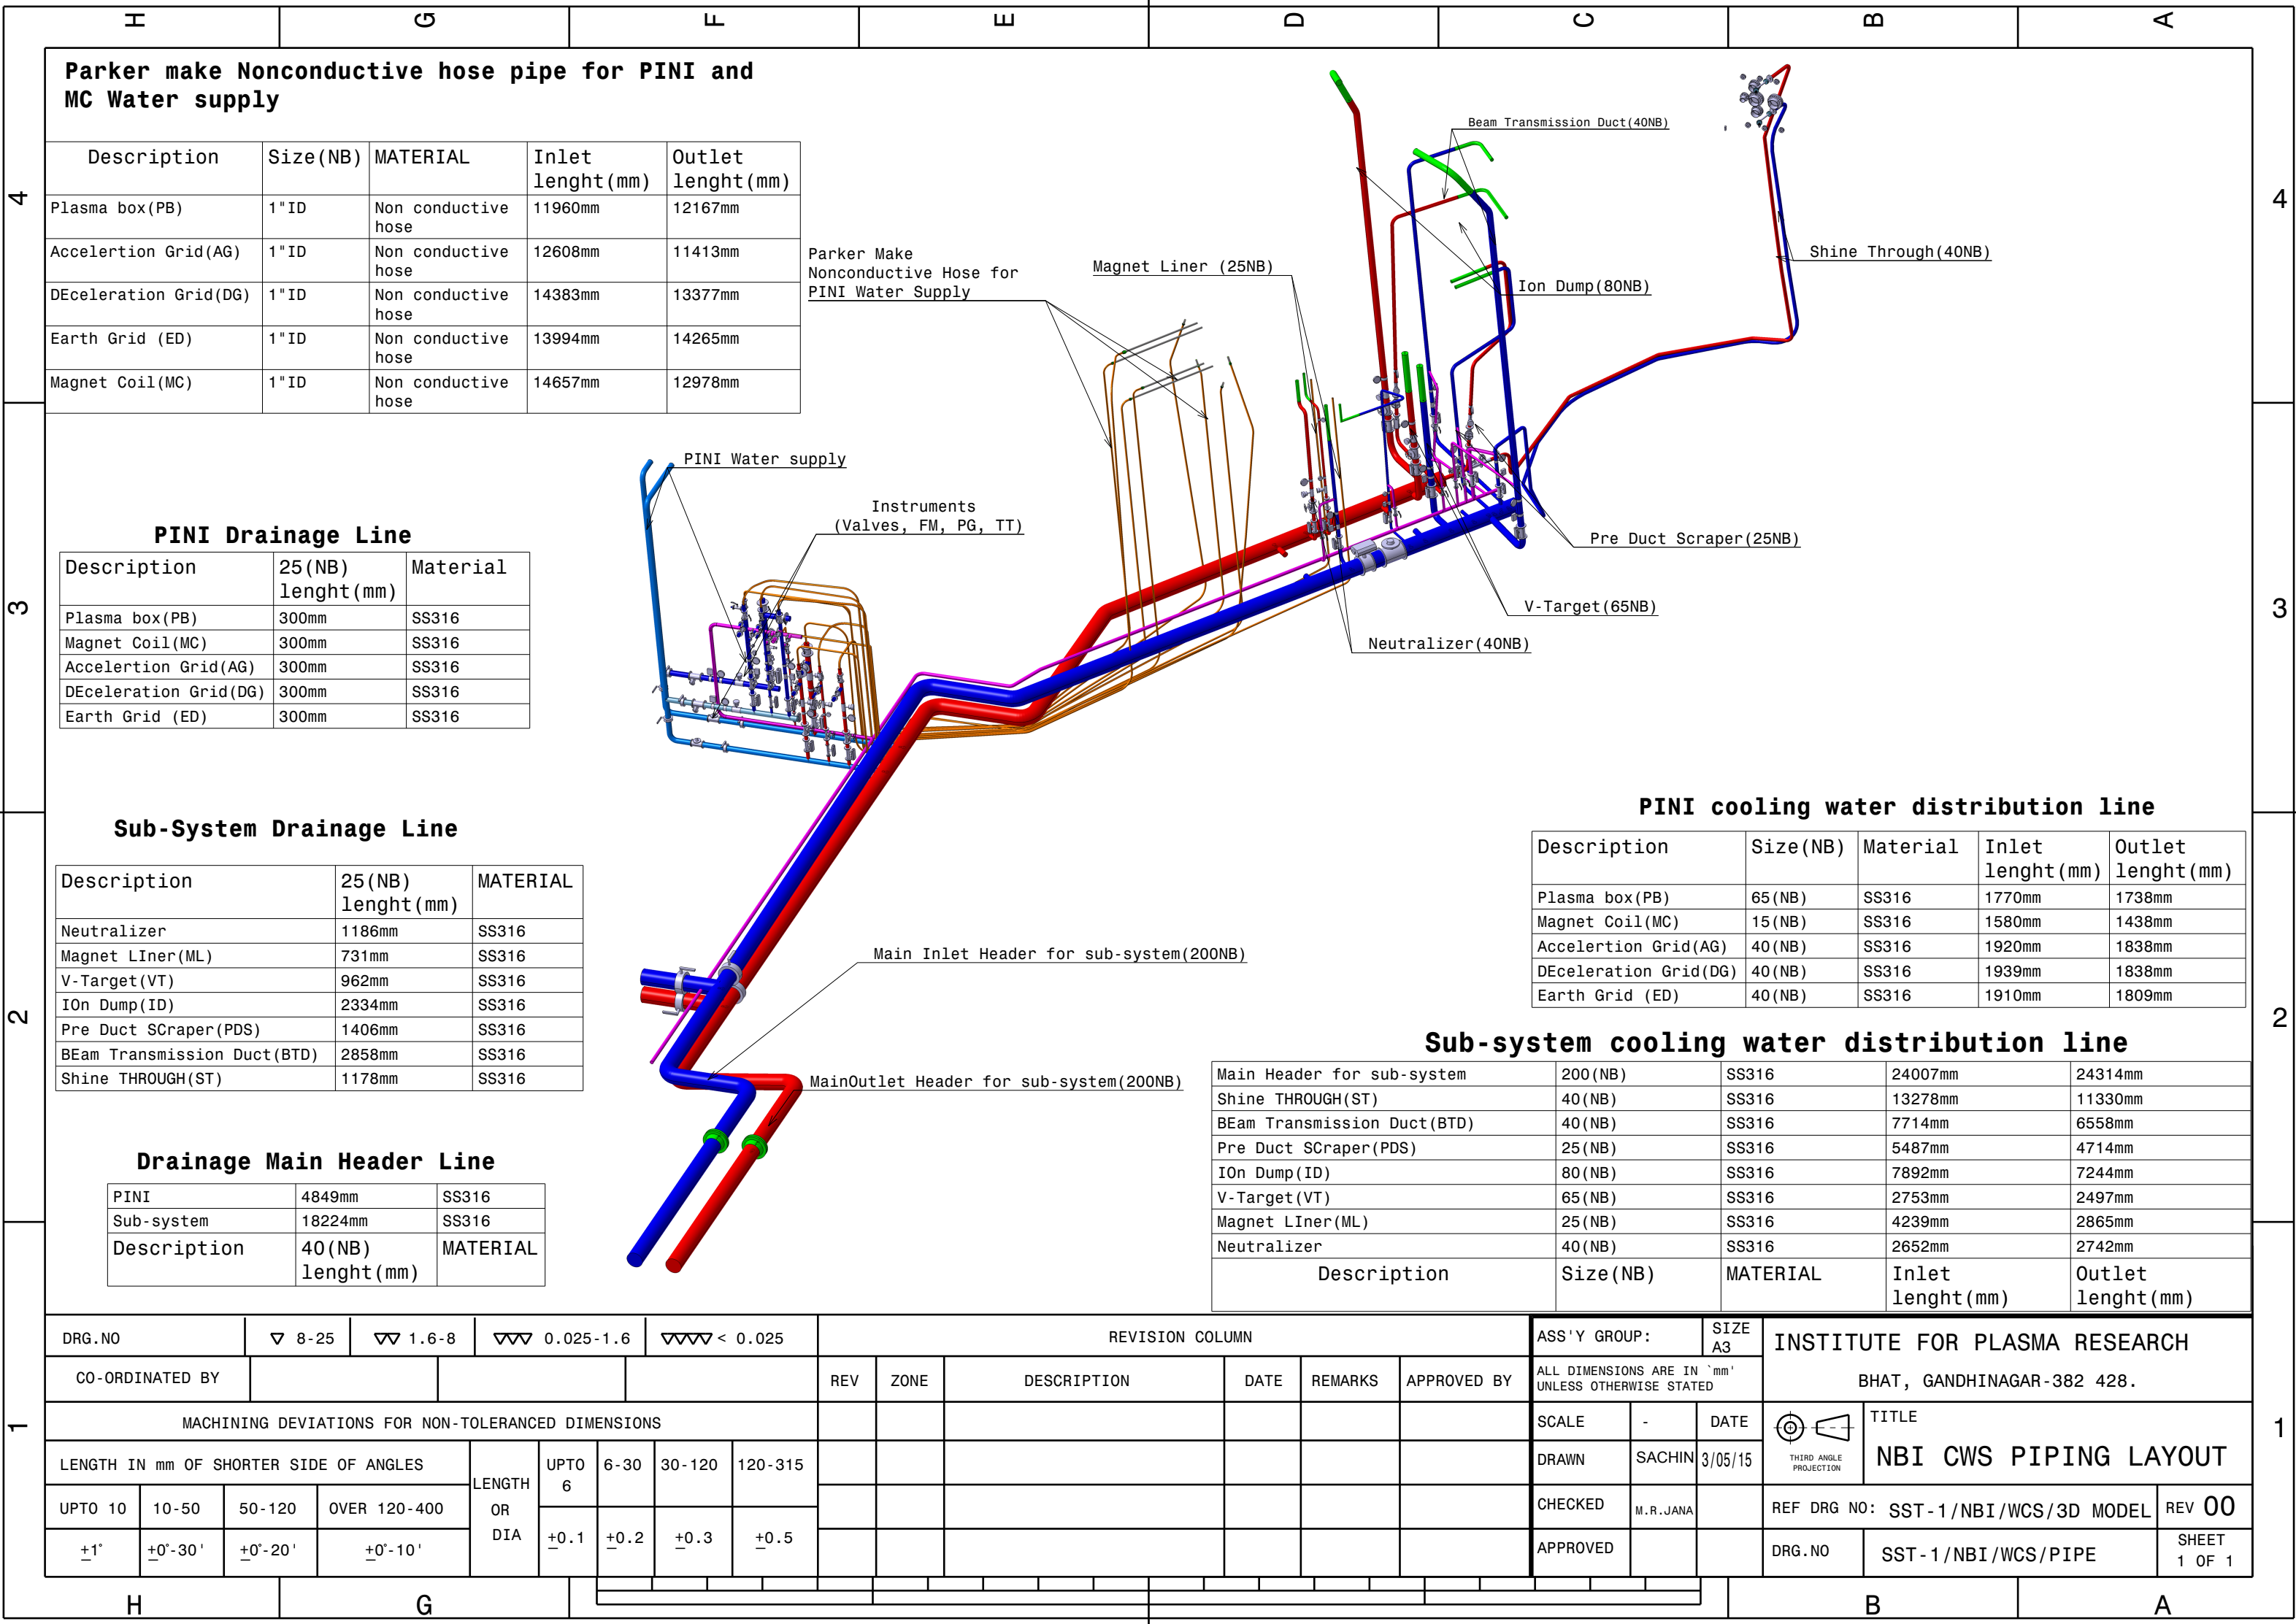 H G F E D C B A
Parker make Nonconductive hose pipe for PINI and
MC Water supply
Description Size(NB) MATERIAL Inlet lenght(mm) Outlet lenght(mm)
Plasma box(PB) 1"ID Non conductive hose 11960mm 12167mm
Accelertion Grid(AG) 1"ID Non conductive hose 12608mm 11413mm
DEceleration Grid(DG) 1"ID Non conductive hose 14383mm 13377mm
Earth Grid (ED) 1"ID Non conductive hose 13994mm 14265mm
Magnet Coil(MC) 1"ID Non conductive hose 14657mm 12978mm
4
4
Beam Transmission Duct(40NB)
Parker Make
Nonconductive Hose for
PINI Water Supply
Magnet Liner (25NB)
Shine Through(40NB)
Ion Dump(80NB)
PINI Water supply
Instruments
(Valves, FM, PG, TT)
Pre Duct Scraper(25NB)
V-Target(65NB)
Neutralizer(40NB)
3
3
PINI Drainage Line
Description 25(NB) lenght(mm) Material
Plasma box(PB) 300mm SS316
Magnet Coil(MC) 300mm SS316
Accelertion Grid(AG) 300mm SS316
DEceleration Grid(DG) 300mm SS316
Earth Grid (ED) 300mm SS316
Sub-System Drainage Line
Description 25(NB) lenght(mm) MATERIAL
Neutralizer 1186mm SS316
Magnet LIner(ML) 731mm SS316
V-Target(VT) 962mm SS316
IOn Dump(ID) 2334mm SS316
Pre Duct SCraper(PDS) 1406mm SS316
BEam Transmission Duct(BTD) 2858mm SS316
Shine THROUGH(ST) 1178mm SS316
2
2
Main Inlet Header for sub-system(200NB)
MainOutlet Header for sub-system(200NB)
PINI cooling water distribution line
Description Size(NB) Material Inlet lenght(mm) Outlet lenght(mm)
Plasma box(PB) 65(NB) SS316 1770mm 1738mm
Magnet Coil(MC) 15(NB) SS316 1580mm 1438mm
Accelertion Grid(AG) 40(NB) SS316 1920mm 1838mm
DEceleration Grid(DG) 40(NB) SS316 1939mm 1838mm
Earth Grid (ED) 40(NB) SS316 1910mm 1809mm
Sub-system cooling water distribution line
Main Header for sub-system 200(NB) SS316 24007mm 24314mm
Shine THROUGH(ST) 40(NB) SS316 13278mm 11330mm
BEam Transmission Duct(BTD) 40(NB) SS316 7714mm 6558mm
Pre Duct SCraper(PDS) 25(NB) SS316 5487mm 4714mm
IOn Dump(ID) 80(NB) SS316 7892mm 7244mm
V-Target(VT) 65(NB) SS316 2753mm 2497mm
Magnet LIner(ML) 25(NB) SS316 4239mm 2865mm
Neutralizer 40(NB) SS316 2652mm 2742mm
Description Size(NB) MATERIAL Inlet lenght(mm) Outlet lenght(mm)
Drainage Main Header Line
PINI 4849mm SS316
Sub-system 18224mm SS316
Description 40(NB) lenght(mm) MATERIAL
1
1
DRG.NO 8-25 1.6-8 0.025-1.6 < 0.025
CO-ORDINATED BY
MACHINING DEVIATIONS FOR NON-TOLERANCED DIMENSIONS
LENGTH IN mm OF SHORTER SIDE OF ANGLES
UPTO 10 10-50 50-120 OVER 120-400
±1° ±0°-30' ±0°-20' ±0°-10'
LENGTH OR DIA
UPTO 6 6-30 30-120 120-315
±0.1 ±0.2 ±0.3 ±0.5
REVISION COLUMN
REV ZONE DESCRIPTION DATE REMARKS APPROVED BY
ASS'Y GROUP: SIZE A3
ALL DIMENSIONS ARE IN `mm'
UNLESS OTHERWISE STATED
SCALE - DATE
DRAWN SACHIN 3/05/15
CHECKED M.R.JANA
APPROVED
INSTITUTE FOR PLASMA RESEARCH
BHAT, GANDHINAGAR-382 428.
THIRD ANGLE
PROJECTION
TITLE
NBI CWS PIPING LAYOUT
REF DRG NO: SST-1/NBI/WCS/3D MODEL REV 00
DRG.NO SST-1/NBI/WCS/PIPE SHEET 1 OF 1
H G B A